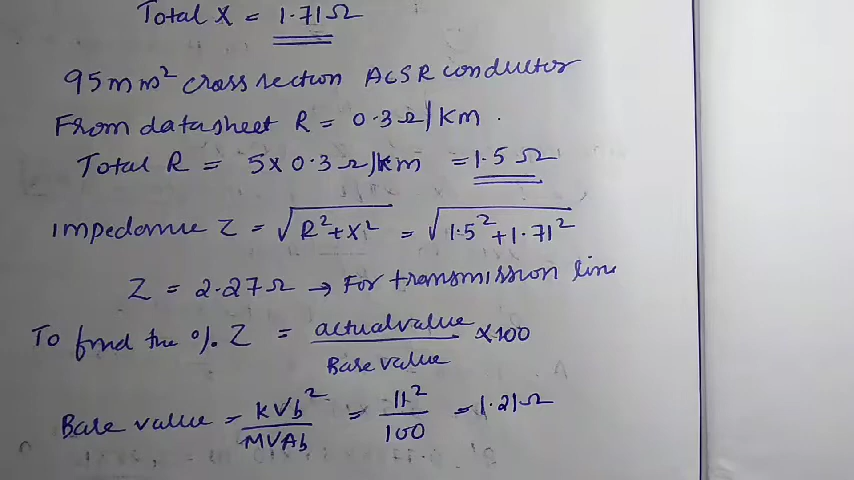 Total X = 1.71Ω
95mm² cross section ACSR conductor
From datasheet R = 0.3Ω/KM.
Total R = 5x0.3Ω/km = 1.5Ω
Impedance Z = √R²+X² = √1.5²+1.71²
Z = 2.27Ω → For transmission line
To find the % Z = actual value / Base value x100
Base value = KVb² / MVAb = 11² / 100 = 1.21Ω